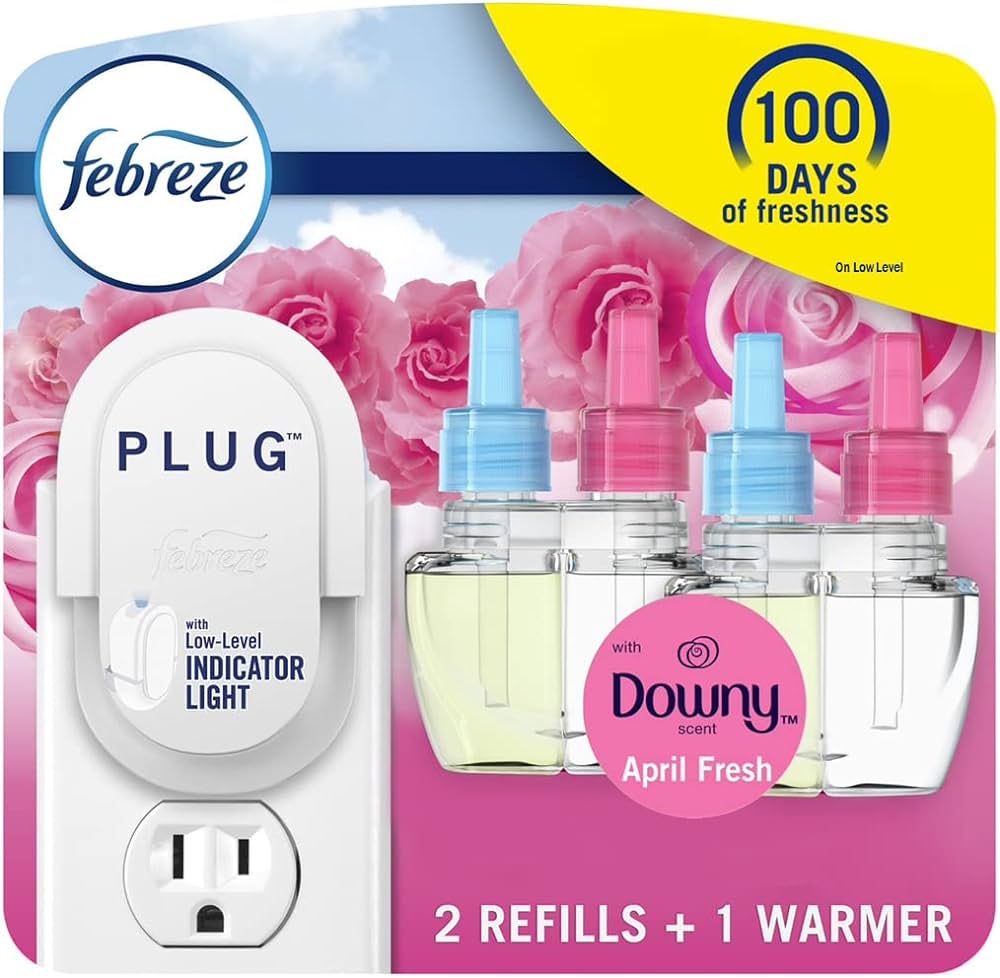 febreze
100
DAYS
of freshness
On Low Level
PLUG™
febreze
with
Low-Level
INDICATOR
LIGHT
with
Downy™
scent
April Fresh
2 REFILLS + 1 WARMER